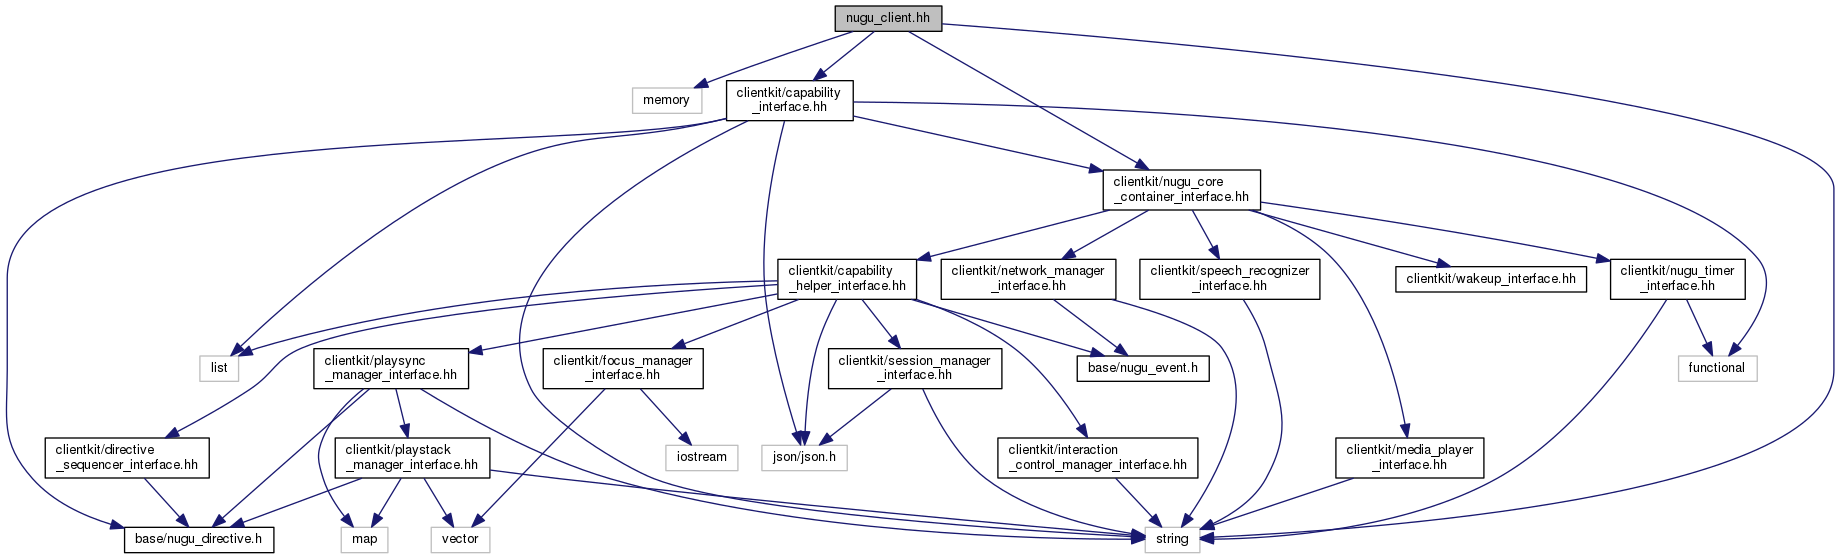 nugu_client.hh
memory
clientkit/capability
_interface.hh
clientkit/nugu_core
_container_interface.hh
clientkit/capability
_helper_interface.hh
clientkit/network_manager
_interface.hh
clientkit/speech_recognizer
_interface.hh
clientkit/wakeup_interface.hh
clientkit/nugu_timer
_interface.hh
list
clientkit/playsync
_manager_interface.hh
clientkit/focus_manager
_interface.hh
clientkit/session_manager
_interface.hh
base/nugu_event.h
functional
clientkit/directive
_sequencer_interface.hh
clientkit/playstack
_manager_interface.hh
iostream
json/json.h
clientkit/interaction
_control_manager_interface.hh
clientkit/media_player
_interface.hh
base/nugu_directive.h
map
vector
string